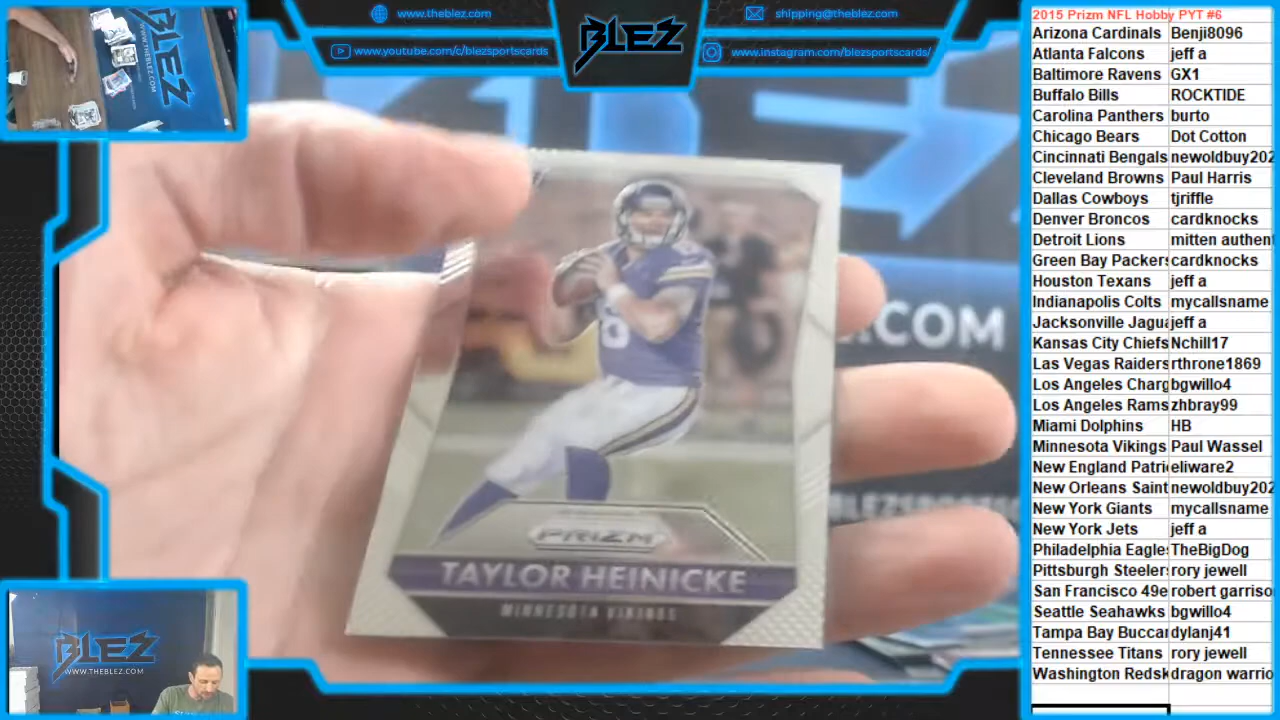 www.theblez.com
shipping@theblez.com
www.youtube.com/c/blezsportscards
www.instagram.com/blezsportscards/
BLEZ
2015 Prizm NFL Hobby PYT #6
Arizona Cardinals Benji8096
Atlanta Falcons jeff a
Baltimore Ravens GX1
Buffalo Bills ROCKTIDE
Carolina Panthers burto
Chicago Bears Dot Cotton
Cincinnati Bengals newoldbuy202
Cleveland Browns Paul Harris
Dallas Cowboys tjriffle
Denver Broncos cardknocks
Detroit Lions mitten authent
Green Bay Packers cardknocks
Houston Texans jeff a
Indianapolis Colts mycallsname
Jacksonville Jagua jeff a
Kansas City Chiefs Nchill17
Las Vegas Raiders rthrone1869
Los Angeles Charg bgwillo4
Los Angeles Rams zhbray99
Miami Dolphins HB
Minnesota Vikings Paul Wassel
New England Patri eliware2
New Orleans Saint newoldbuy202
New York Giants mycallsname
New York Jets jeff a
Philadelphia Eagle TheBigDog
Pittsburgh Steeler rory jewell
San Francisco 49e robert garriso
Seattle Seahawks bgwillo4
Tampa Bay Bucca dylanj41
Tennessee Titans rory jewell
Washington Redsk dragon warrio
.COM
8
PRIZM
TAYLOR HEINICKE
MINNESOTA VIKINGS
BLEZ
WWW.THEBLEZ.COM
BLEZ
WWW.THEBLEZ.COM